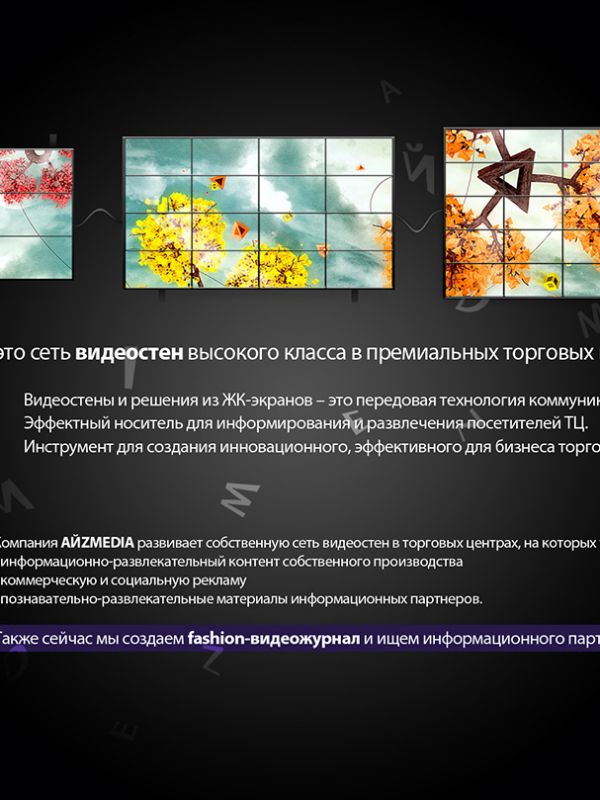 это сеть видеостен высокого класса в премиальных торговых
Видеостены и решения из ЖК-экранов – это передовая технология коммуник
Эффектный носитель для информирования и развлечения посетителей ТЦ.
Инструмент для создания инновационного, эффективного для бизнеса торго
Компания АЙZMEDIA развивает собственную сеть видеостен в торговых центрах, на которых
информационно-развлекательный контент собственного производства
коммерческую и социальную рекламу
познавательно-развлекательные материалы информационных партнеров.
Также сейчас мы создаем fashion-видеожурнал и ищем информационного парт